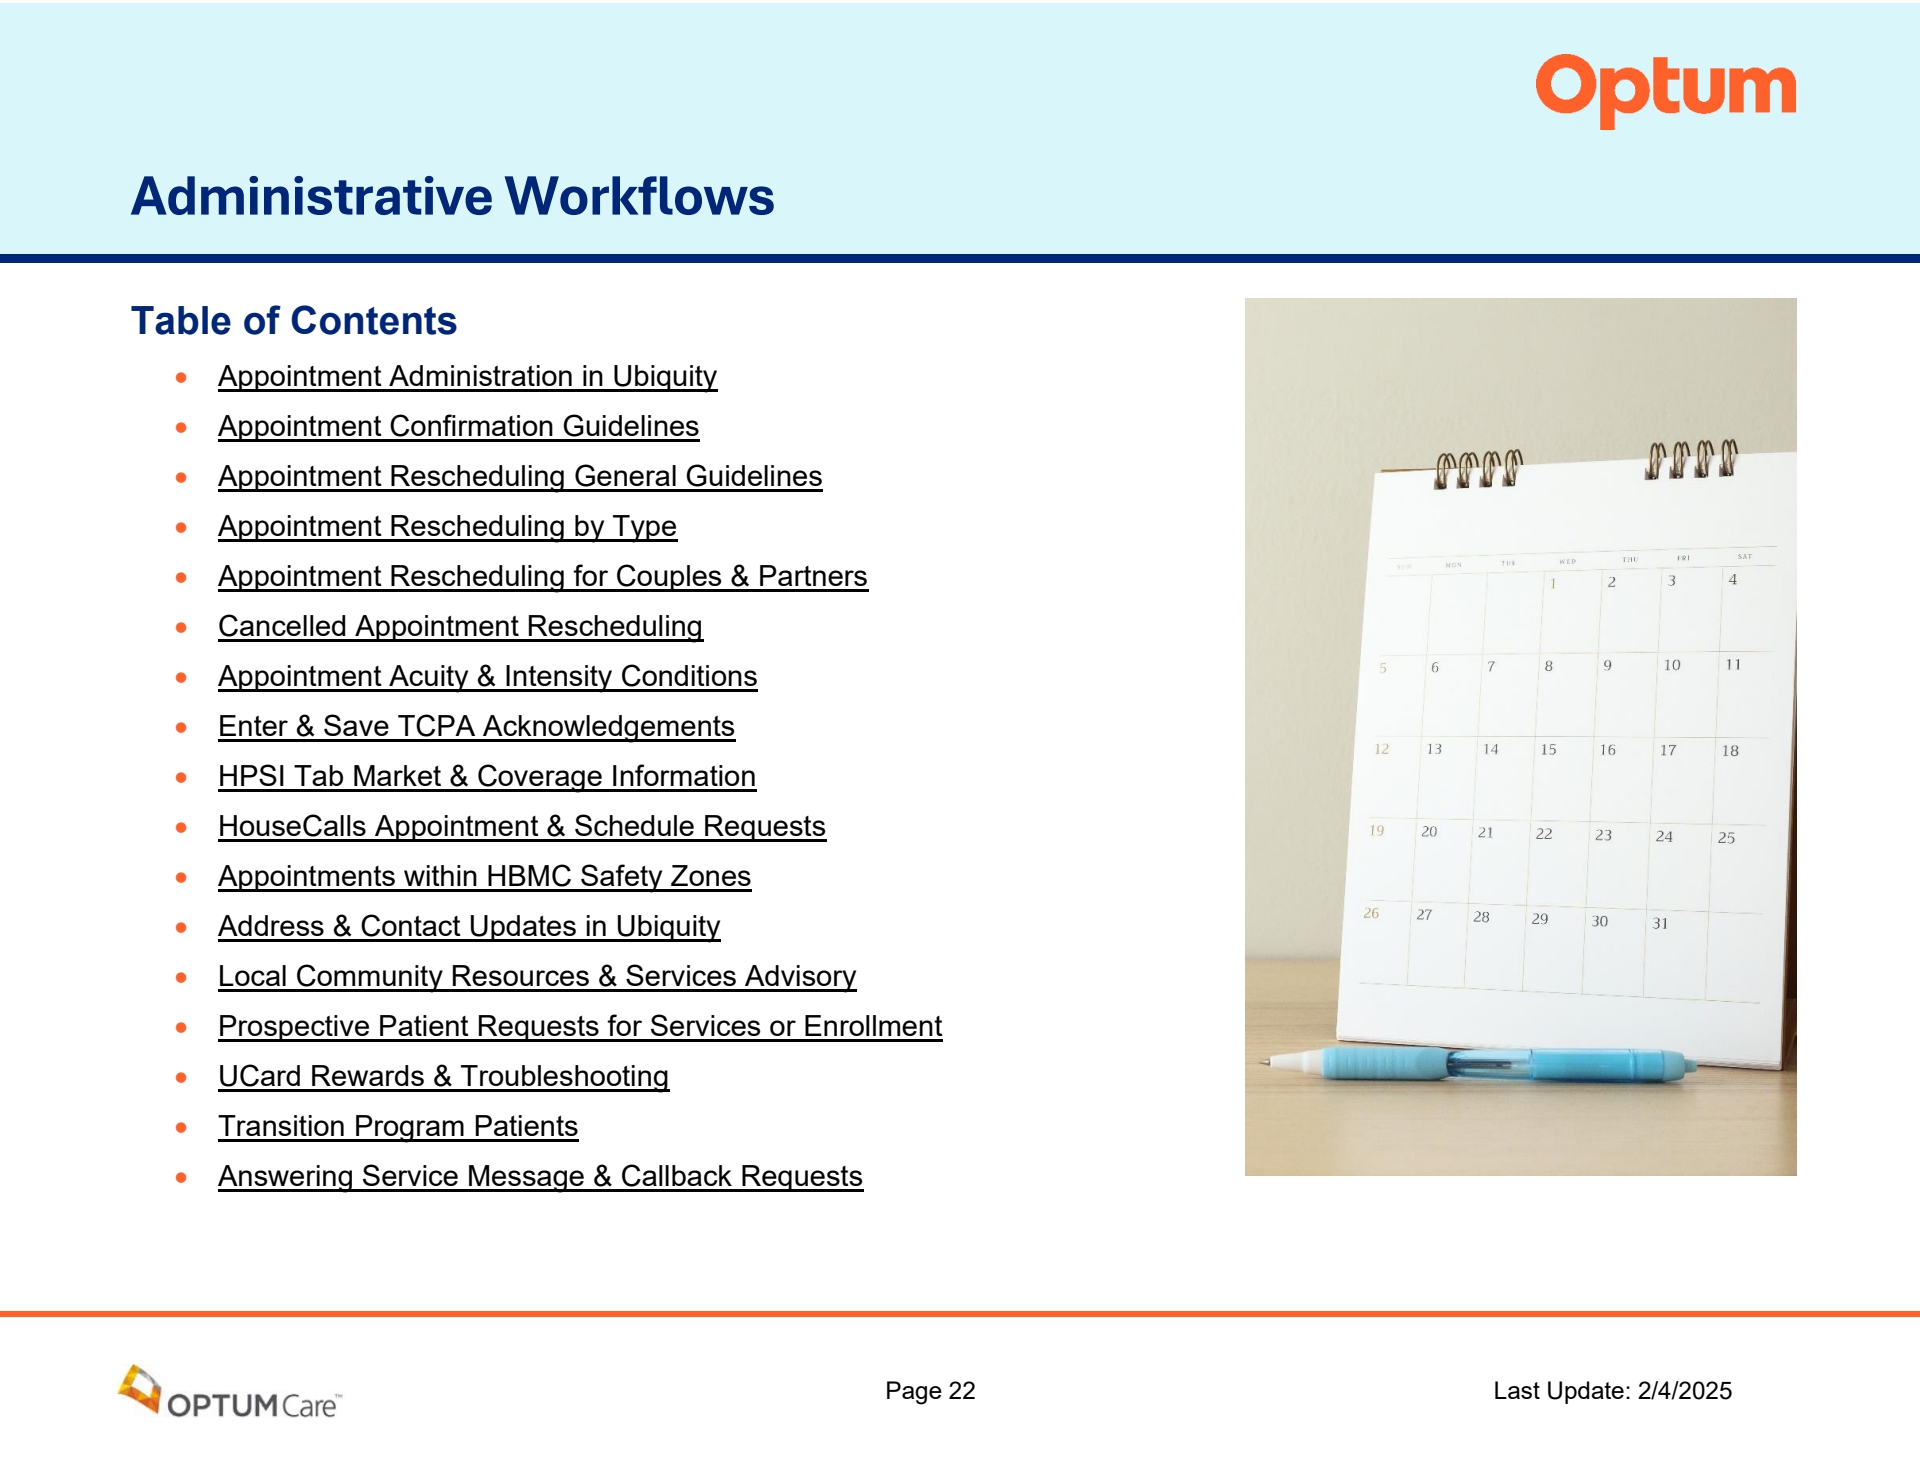 Optum
Administrative Workflows
Table of Contents
• Appointment Administration in Ubiquity
• Appointment Confirmation Guidelines
• Appointment Rescheduling General Guidelines
• Appointment Rescheduling by Type
• Appointment Rescheduling for Couples & Partners
• Cancelled Appointment Rescheduling
• Appointment Acuity & Intensity Conditions
• Enter & Save TCPA Acknowledgements
• HPSI Tab Market & Coverage Information
• HouseCalls Appointment & Schedule Requests
• Appointments within HBMC Safety Zones
• Address & Contact Updates in Ubiquity
• Local Community Resources & Services Advisory
• Prospective Patient Requests for Services or Enrollment
• UCard Rewards & Troubleshooting
• Transition Program Patients
• Answering Service Message & Callback Requests
SUN MON TUE WED THU FRI SAT
1 2 3 4
5 6 7 8 9 10 11
12 13 14 15 16 17 18
19 20 21 22 23 24 25
26 27 28 29 30 31
OPTUMCare™
Page 22
Last Update: 2/4/2025